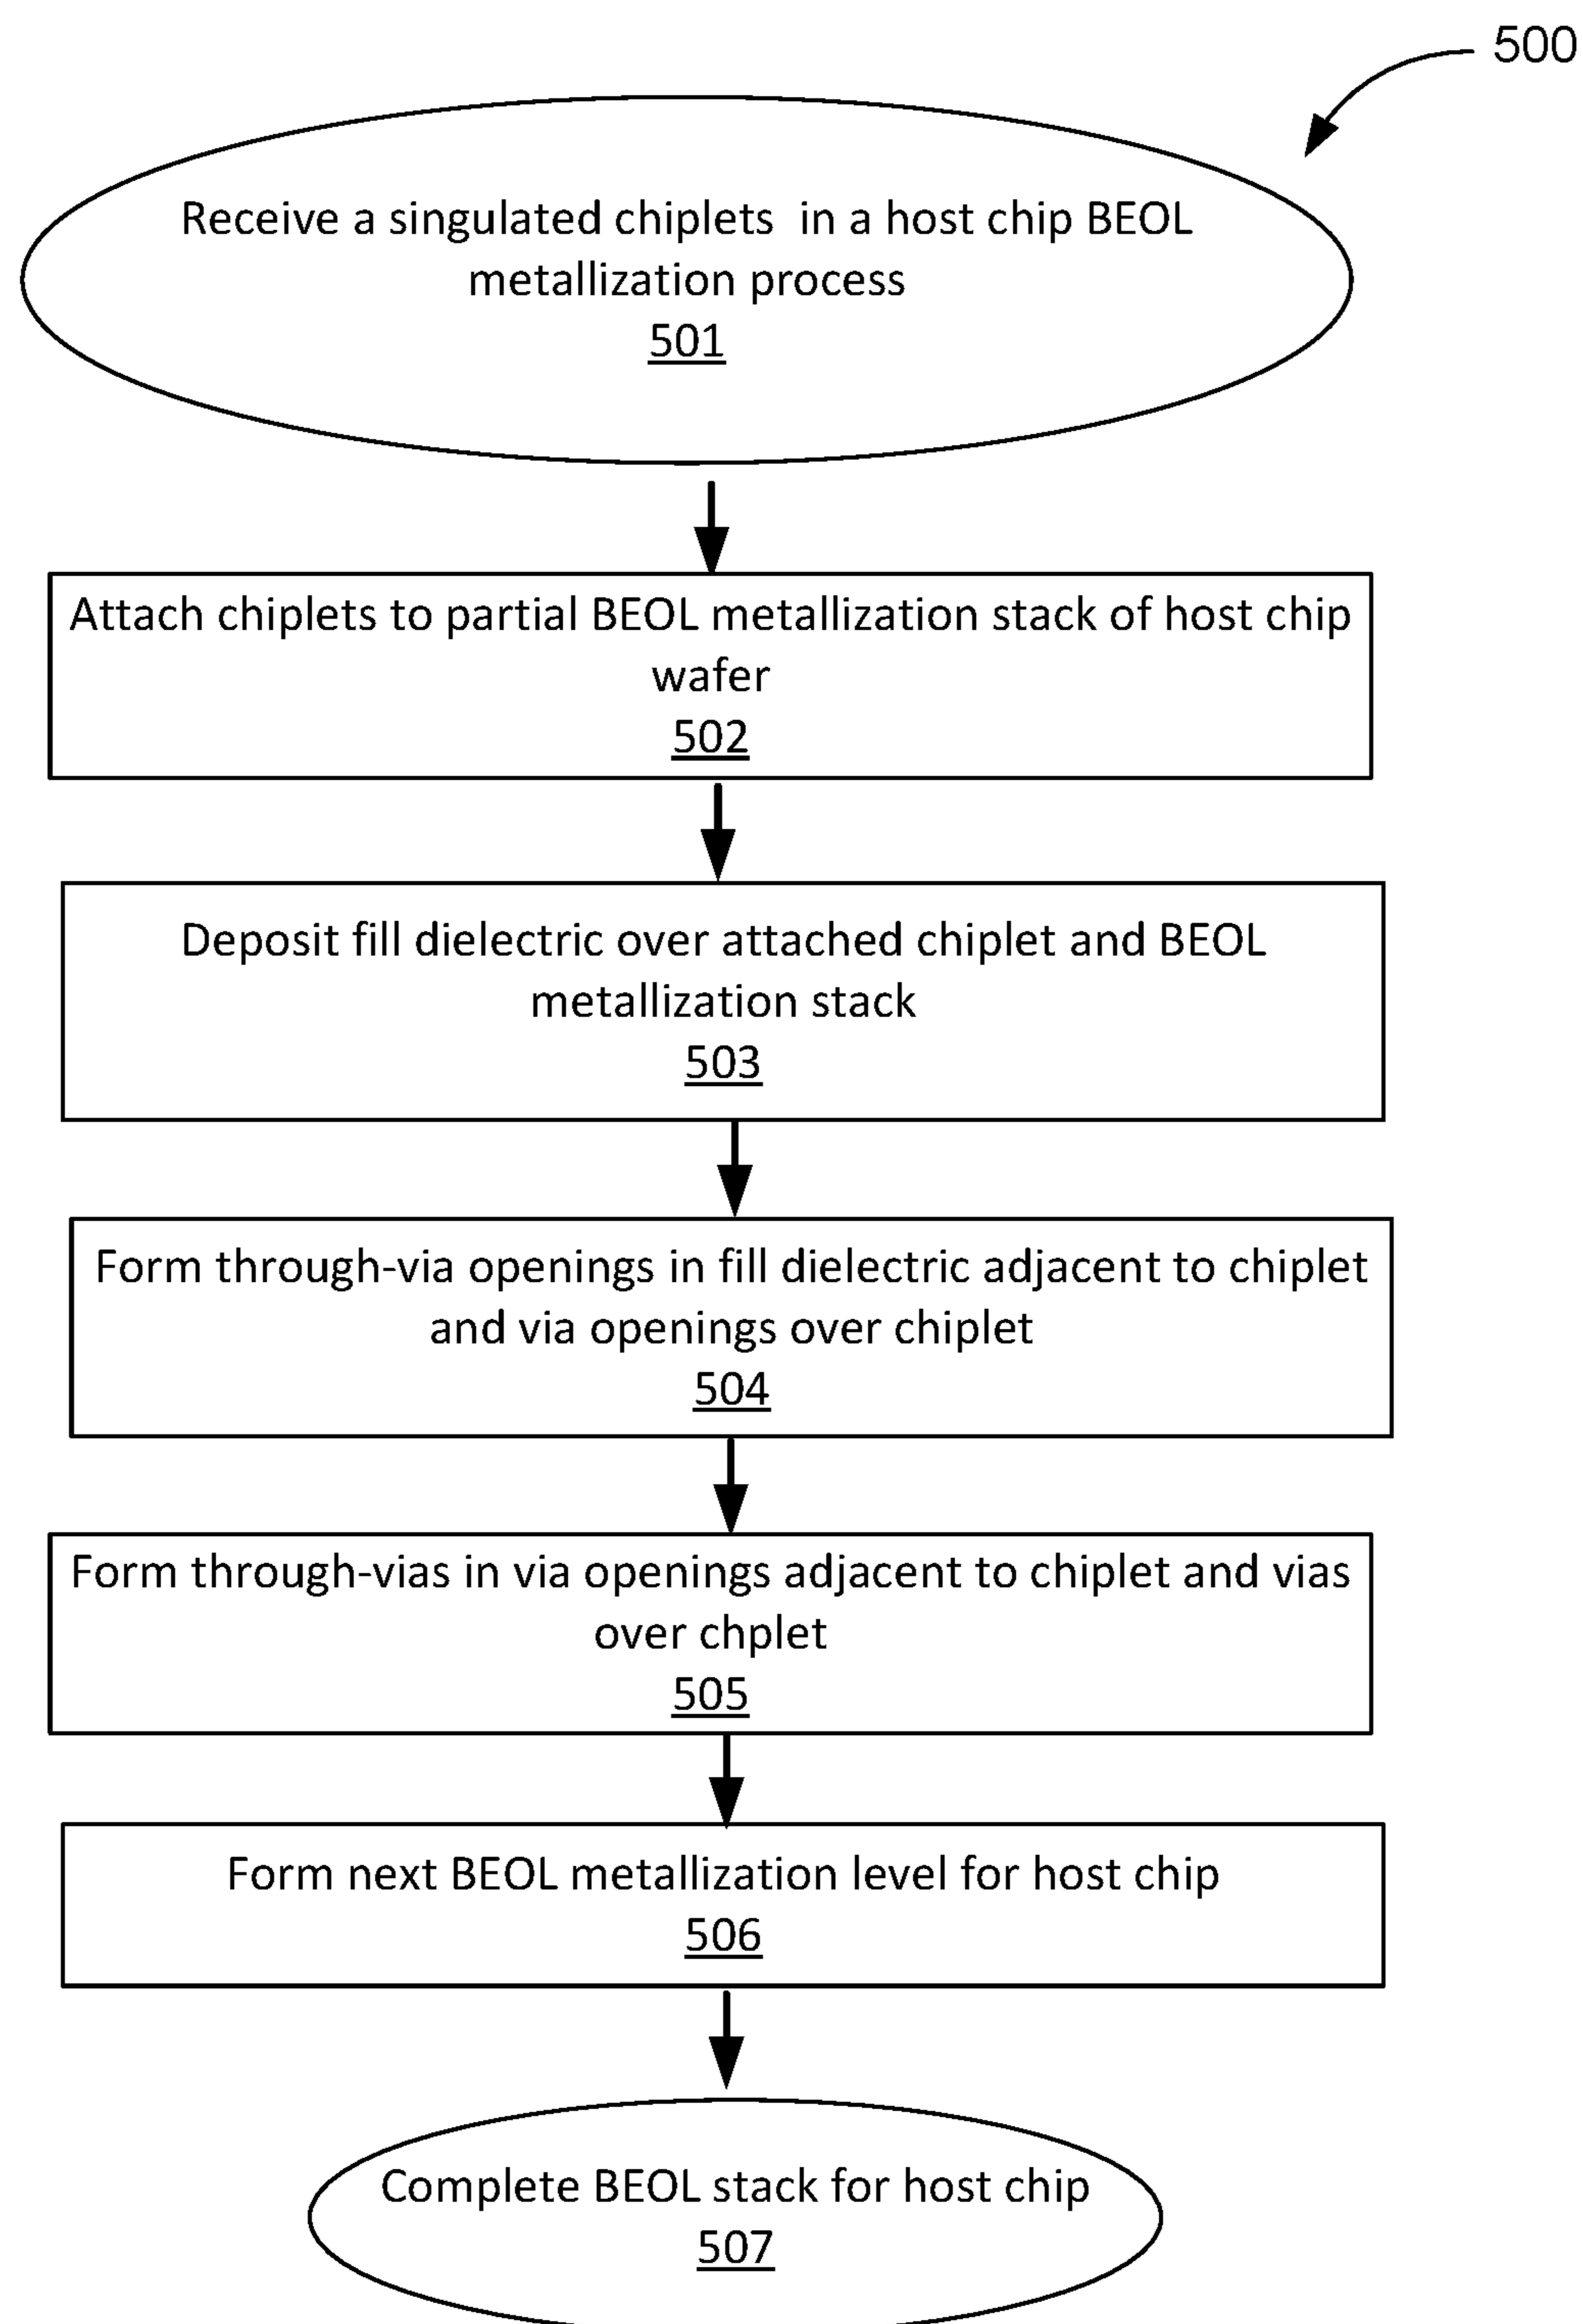 500
Receive a singulated chiplets in a host chip BEOL
metallization process
501
Attach chiplets to partial BEOL metallization stack of host chip
wafer
502
Deposit fill dielectric over attached chiplet and BEOL
metallization stack
503
Form through-via openings in fill dielectric adjacent to chiplet
and via openings over chiplet
504
Form through-vias in via openings adjacent to chiplet and vias
over chplet
505
Form next BEOL metallization level for host chip
506
Complete BEOL stack for host chip
507